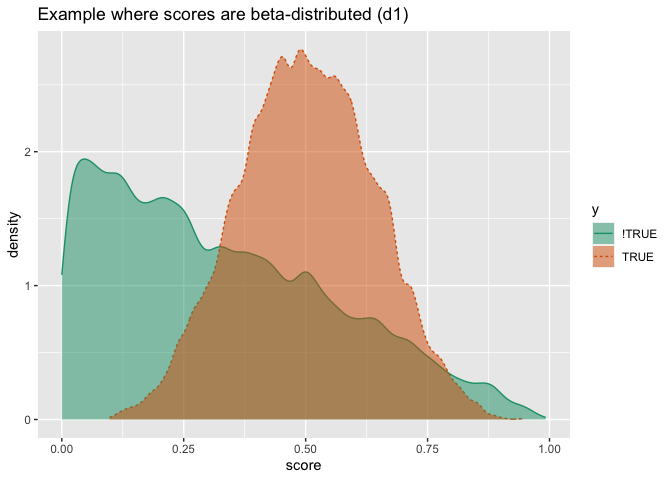 Example where scores are beta-distributed (d1)
density
2
1
0
0.00 0.25 0.50 0.75 1.00
score
y
!TRUE
TRUE